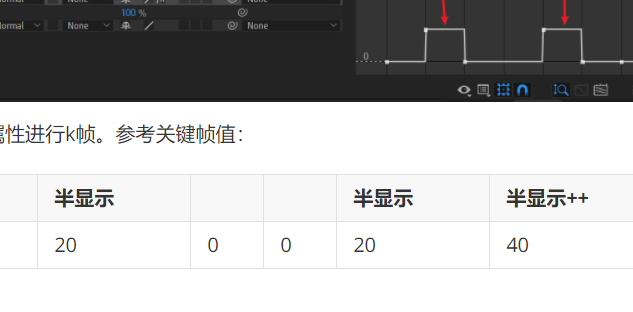 ormal None None
100 %
ormal None None
0
属性进行k帧。参考关键帧值：
半显示 半显示 半显示++
20 0 0 20 40